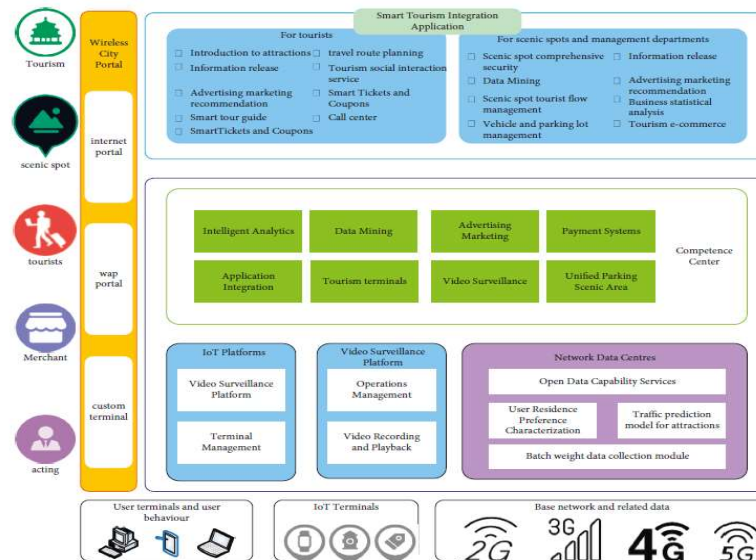 Smart Tourism Integration
Application
Tourism
scenic spot
tourists
Merchant
acting
Wireless
City
Portal
internet
portal
wap
portal
custom
terminal
For tourists
Introduction to attractions
Information release
Advertising marketing
recommendation
Smart tour guide
SmartTickets and Coupons
travel route planning
Tourism social interaction
service
Smart Tickets and
Coupons
Call center
For scenic spots and management departments
Scenic spot comprehensive
security
Data Mining
Scenic spot tourist flow
management
Vehicle and parking lot
management
Information release
Advertising marketing
recommendation
Business statistical
analysis
Tourism e-commerce
Intelligent Analytics
Data Mining
Advertising
Marketing
Payment Systems
Application
Integration
Tourism terminals
Video Surveillance
Unified Parking
Scenic Area
Competence
Center
IoT Platforms
Video Surveillance
Platform
Terminal
Management
Video Surveillance
Platform
Operations
Management
Video Recording
and Playback
Network Data Centres
Open Data Capability Services
User Residence
Preference
Characterization
Traffic prediction
model for attractions
Batch weight data collection module
User terminals and user
behaviour
IoT Terminals
Base network and related data
2G
3G
4G
5G